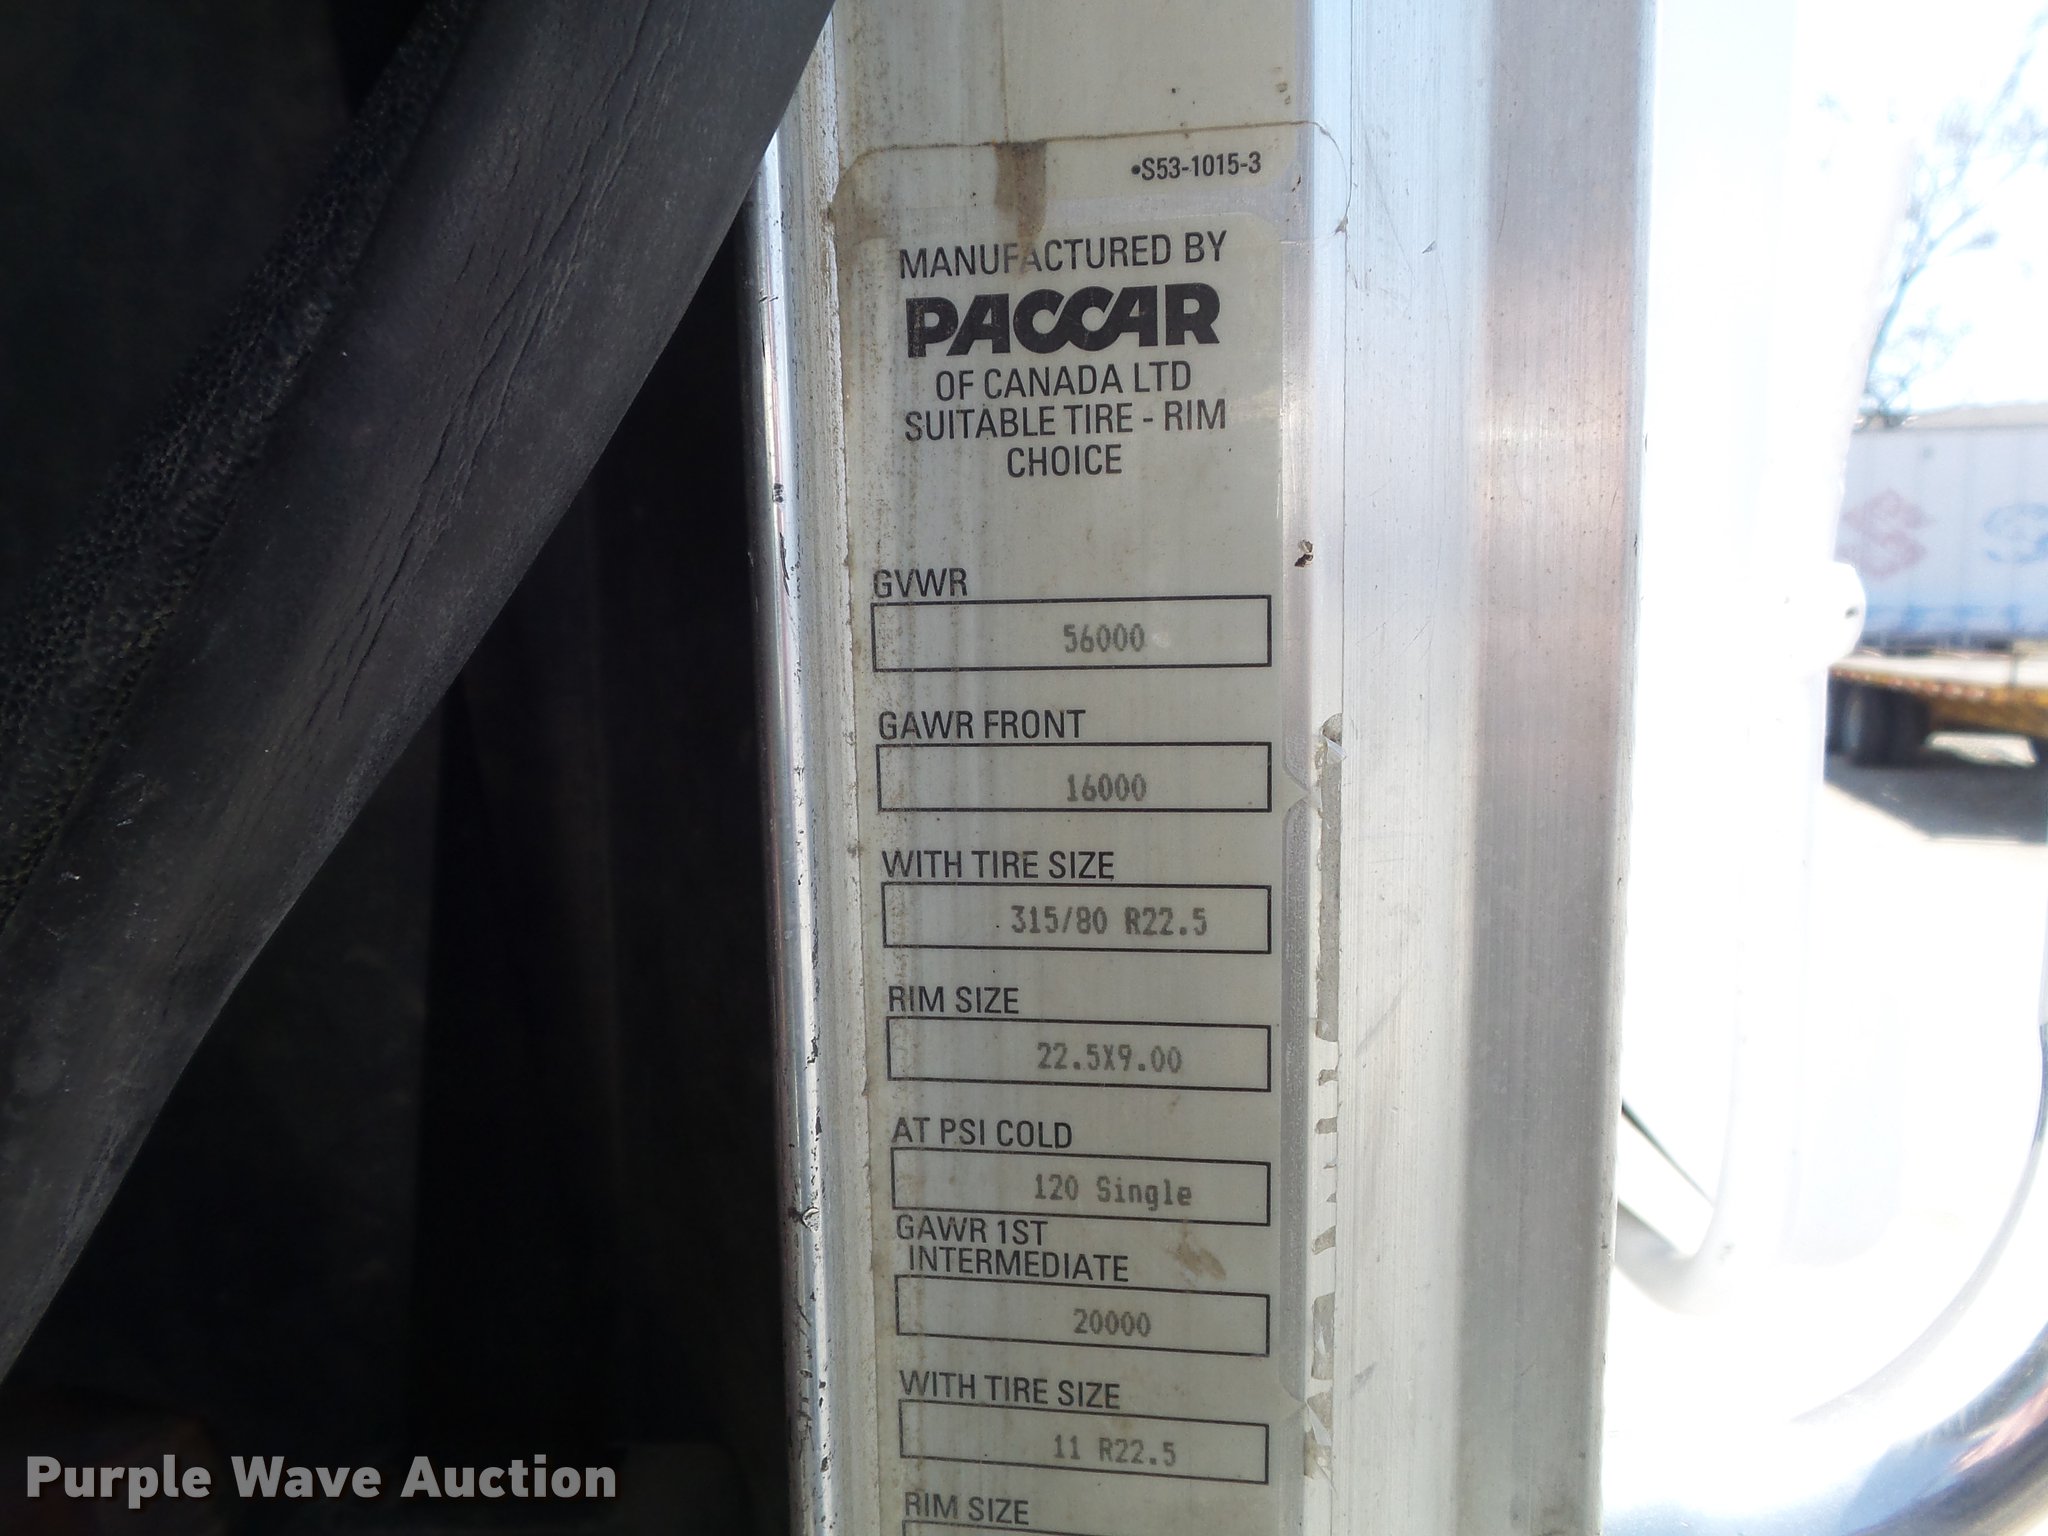 •S53-1015-3
MANUFACTURED BY
PACCAR
OF CANADA LTD
SUITABLE TIRE - RIM
CHOICE
GVWR
56000
GAWR FRONT
16000
WITH TIRE SIZE
315/80 R22.5
RIM SIZE
22.5X9.00
AT PSI COLD
120 Single
GAWR 1ST
INTERMEDIATE
20000
WITH TIRE SIZE
11 R22.5
RIM SIZE
Purple Wave Auction